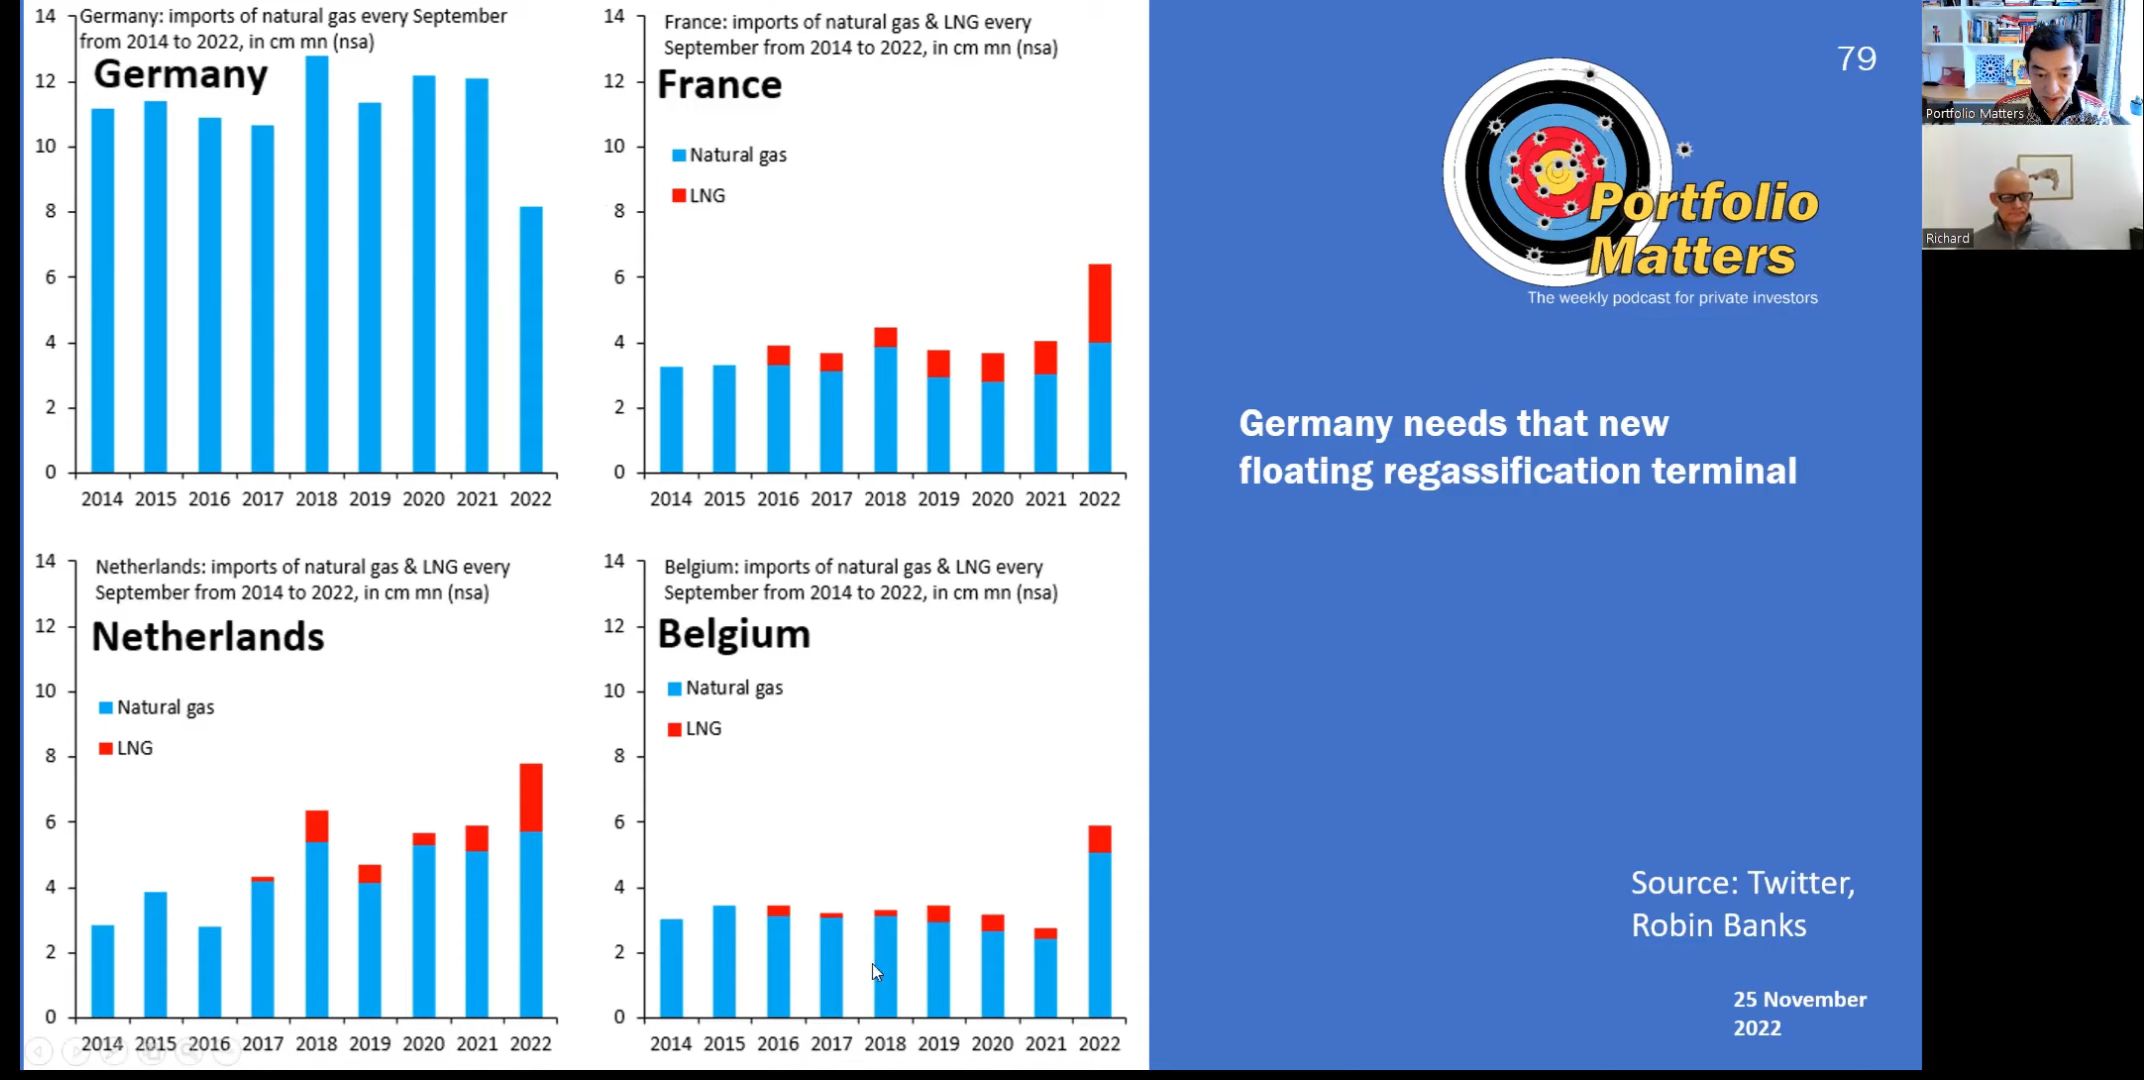 Germany: imports of natural gas every September
from 2014 to 2022, in cm mn (nsa)
Germany
14
12
10
8
6
4
2
0
2014 2015 2016 2017 2018 2019 2020 2021 2022
France: imports of natural gas & LNG every
September from 2014 to 2022, in cm mn (nsa)
France
Natural gas
LNG
14
12
10
8
6
4
2
0
2014 2015 2016 2017 2018 2019 2020 2021 2022
Netherlands: imports of natural gas & LNG every
September from 2014 to 2022, in cm mn (nsa)
Netherlands
Natural gas
LNG
14
12
10
8
6
4
2
0
2014 2015 2016 2017 2018 2019 2020 2021 2022
Belgium: imports of natural gas & LNG every
September from 2014 to 2022, in cm mn (nsa)
Belgium
Natural gas
LNG
14
12
10
8
6
4
2
0
2014 2015 2016 2017 2018 2019 2020 2021 2022
79
Portfolio
Matters
The weekly podcast for private investors
Germany needs that new
floating regassification terminal
Source: Twitter,
Robin Banks
25 November
2022
Portfolio Matters
Richard